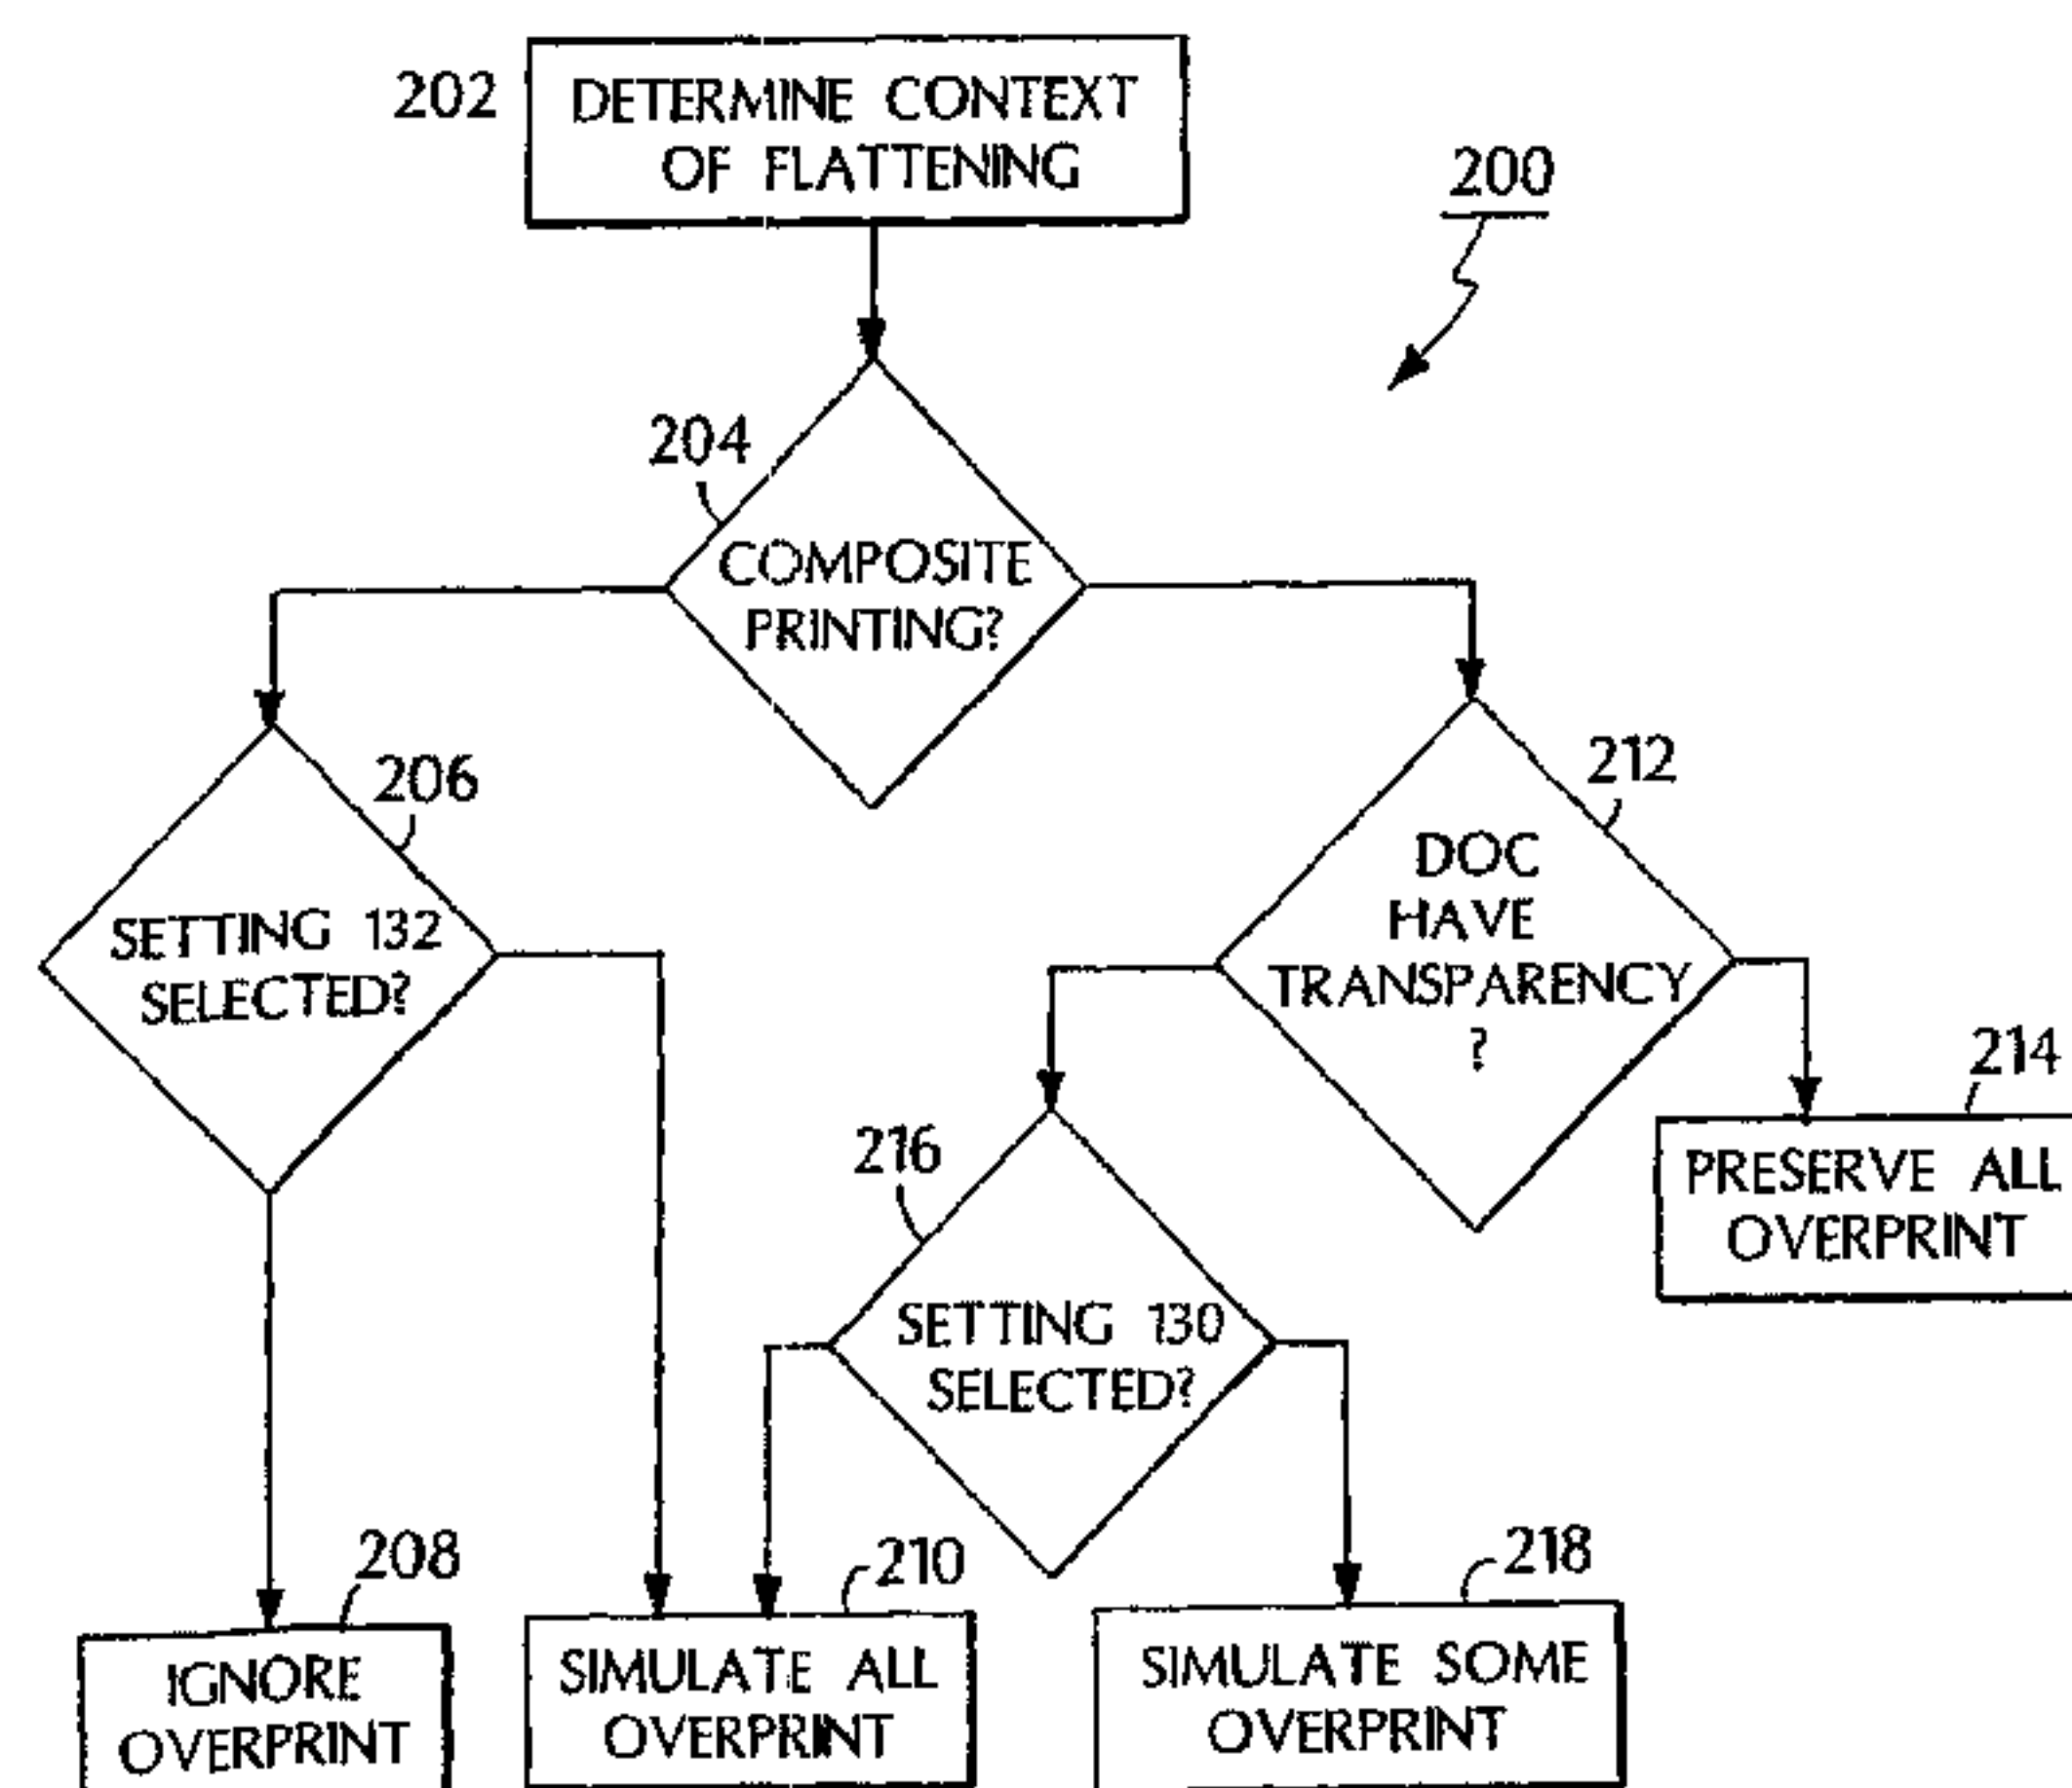 202
DETERMINE CONTEXT
OF FLATTENING
200
204
COMPOSITE
PRINTING?
206
SETTING 132
SELECTED?
212
DOC
HAVE
TRANSPARENCY
?
214
PRESERVE ALL
OVERPRINT
216
SETTING 130
SELECTED?
208
IGNORE
OVERPRINT
210
SIMULATE ALL
OVERPRINT
218
SIMULATE SOME
OVERPRINT